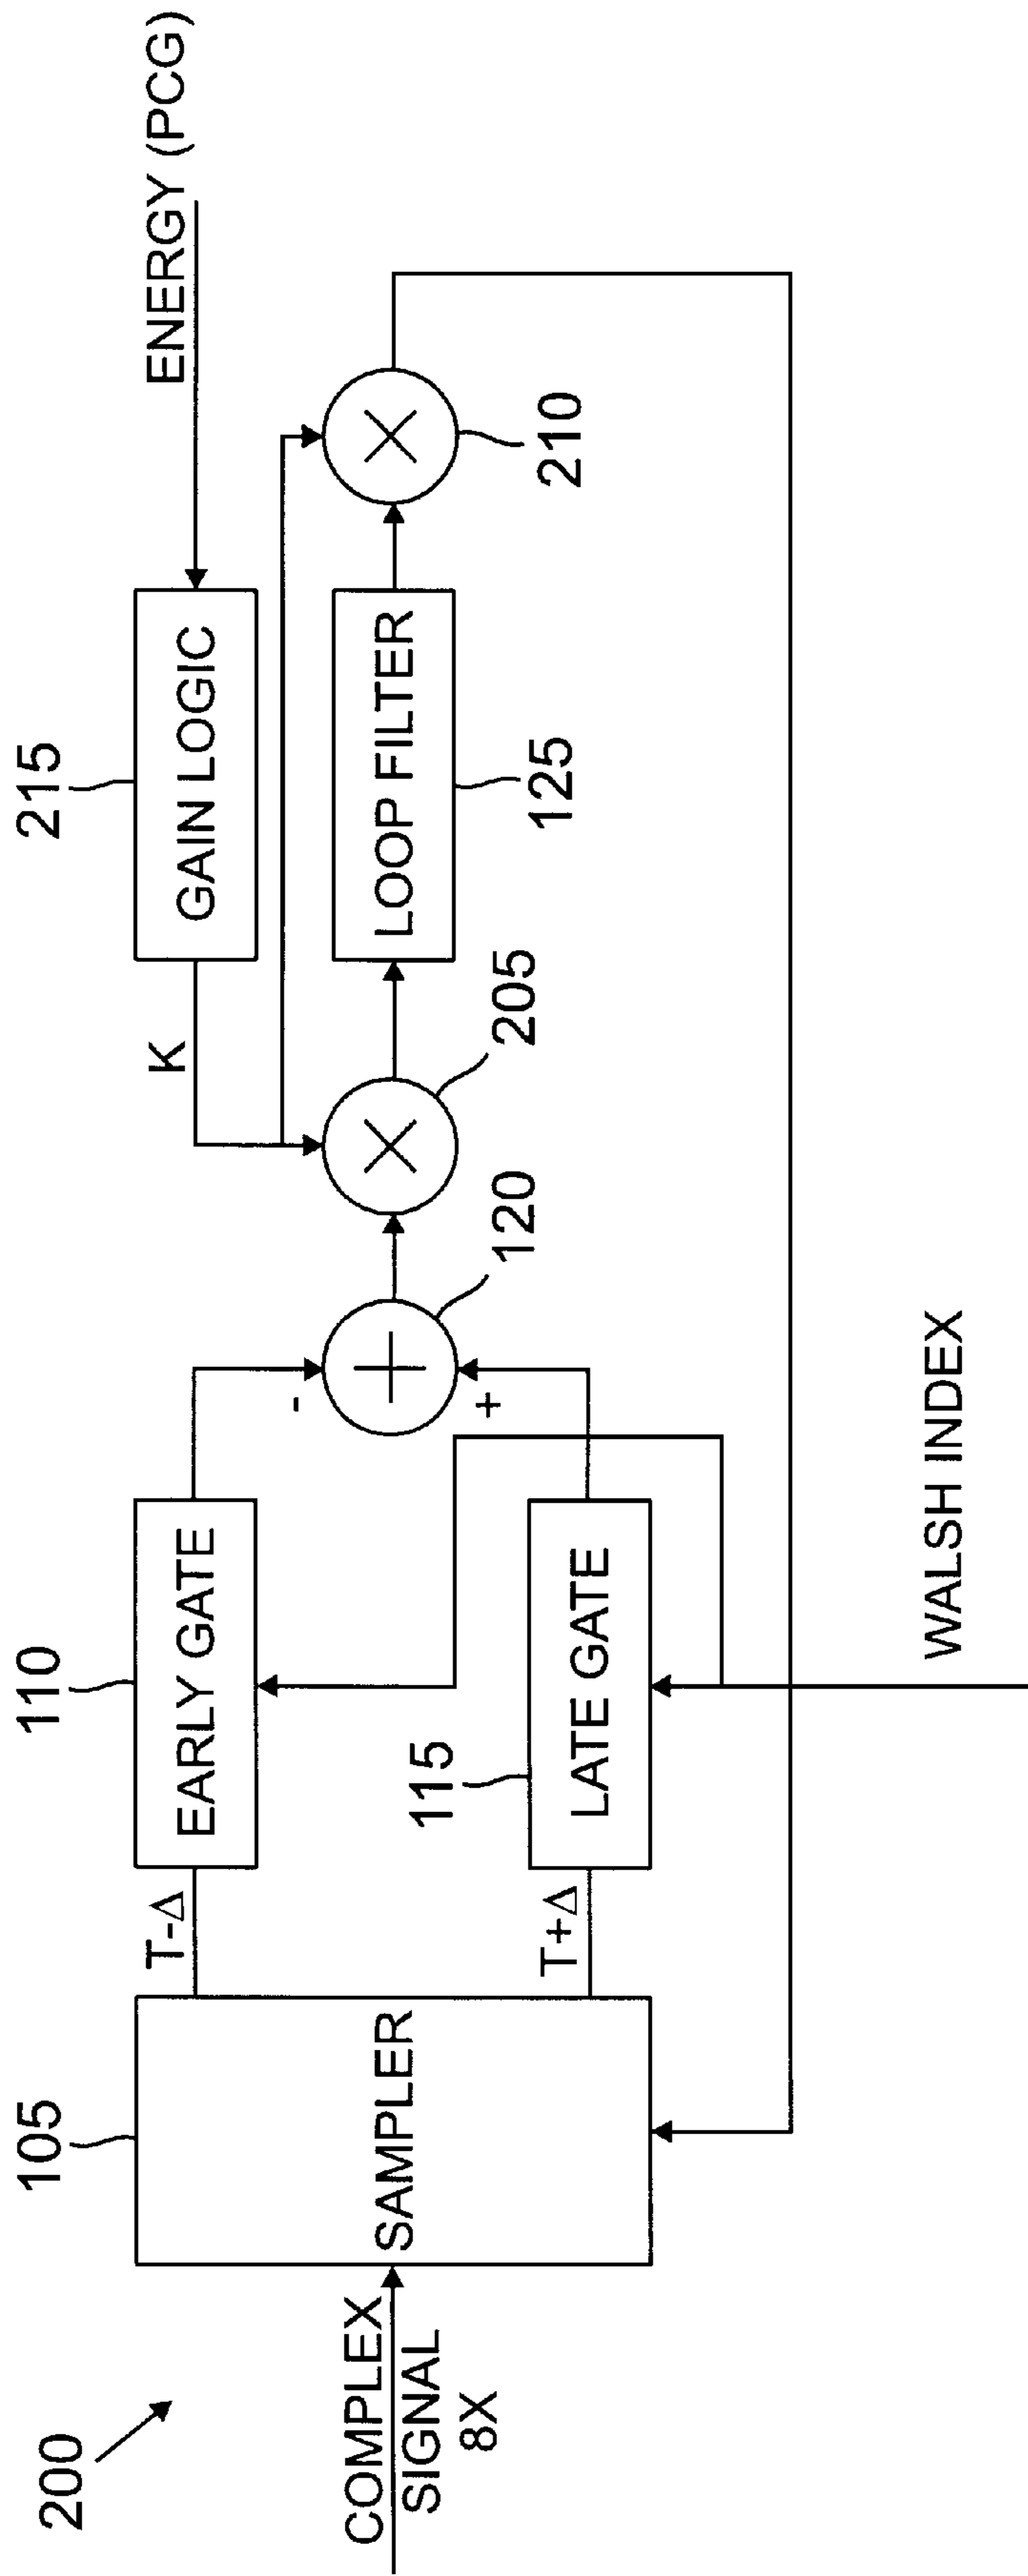 200
COMPLEX
SIGNAL
8X
105
SAMPLER
T-Δ
T+Δ
110
EARLY GATE
115
LATE GATE
WALSH INDEX
-
+
120
205
K
215
GAIN LOGIC
LOOP FILTER
125
210
ENERGY (PCG)